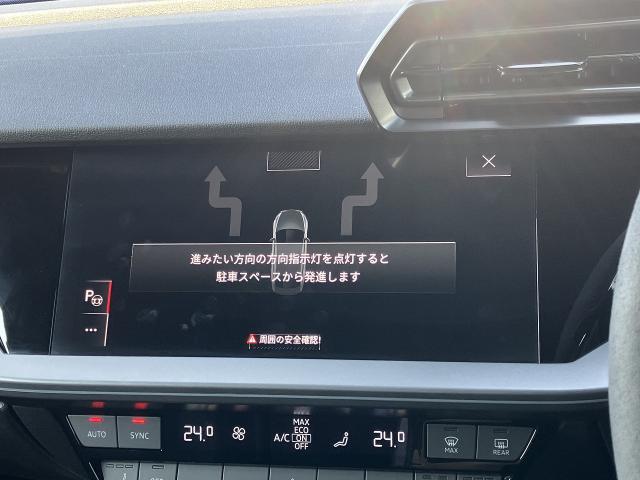 進みたい方向の方向指示灯を点灯すると
駐車スペースから発進します
P
周囲の安全確認!
AUTO
SYNC
24.0
A/C
MAX
ECO
ON
OFF
24.0
MAX
REAR